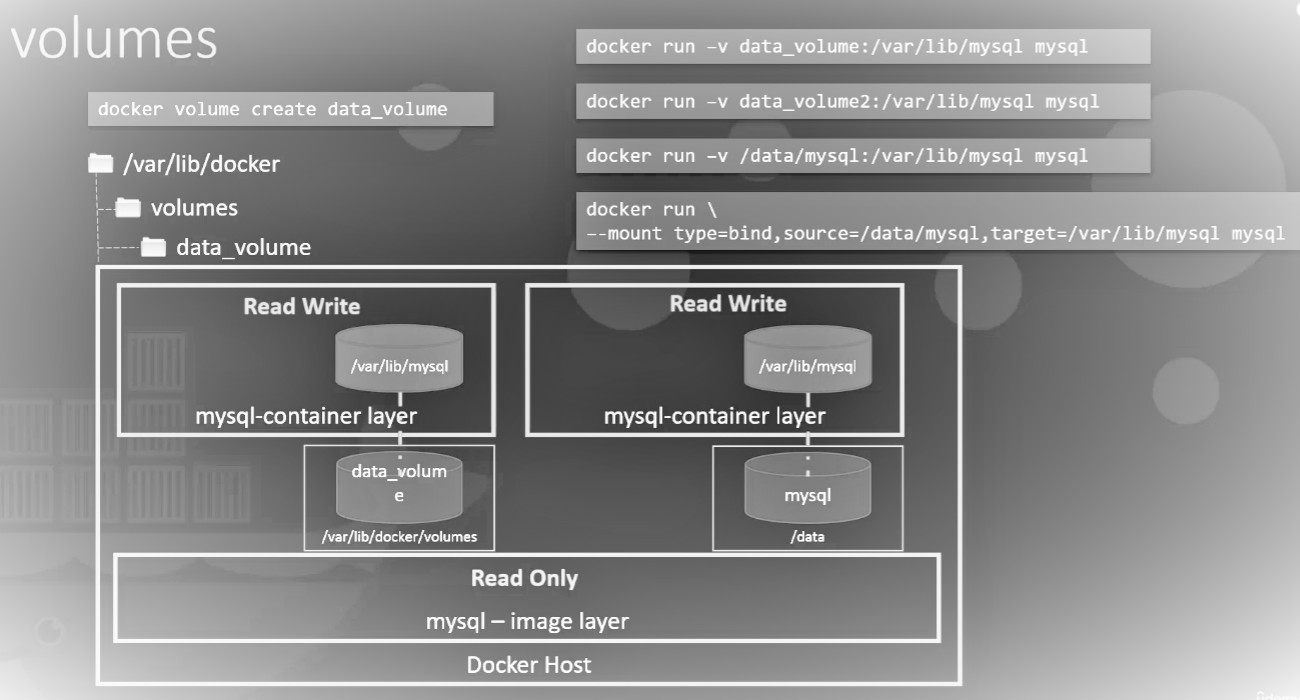 volumes
docker volume create data_volume
/var/lib/docker
volumes
data_volume
docker run –v data_volume:/var/lib/mysql mysql
docker run –v data_volume2:/var/lib/mysql mysql
docker run –v /data/mysql:/var/lib/mysql mysql
docker run \
--mount type=bind,source=/data/mysql,target=/var/lib/mysql mysql
Read Write
/var/lib/mysql
mysql-container layer
data_volum
e
/var/lib/docker/volumes
Read Write
/var/lib/mysql
mysql-container layer
mysql
/data
Read Only
mysql – image layer
Docker Host